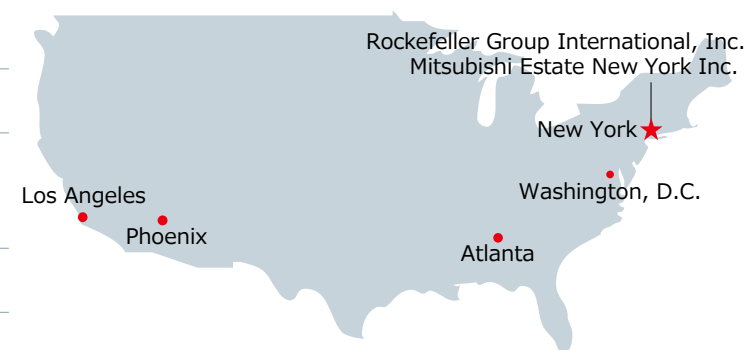 Rockefeller Group International, Inc.
Mitsubishi Estate New York Inc.
New York
Washington, D.C.
Los Angeles
Phoenix
Atlanta